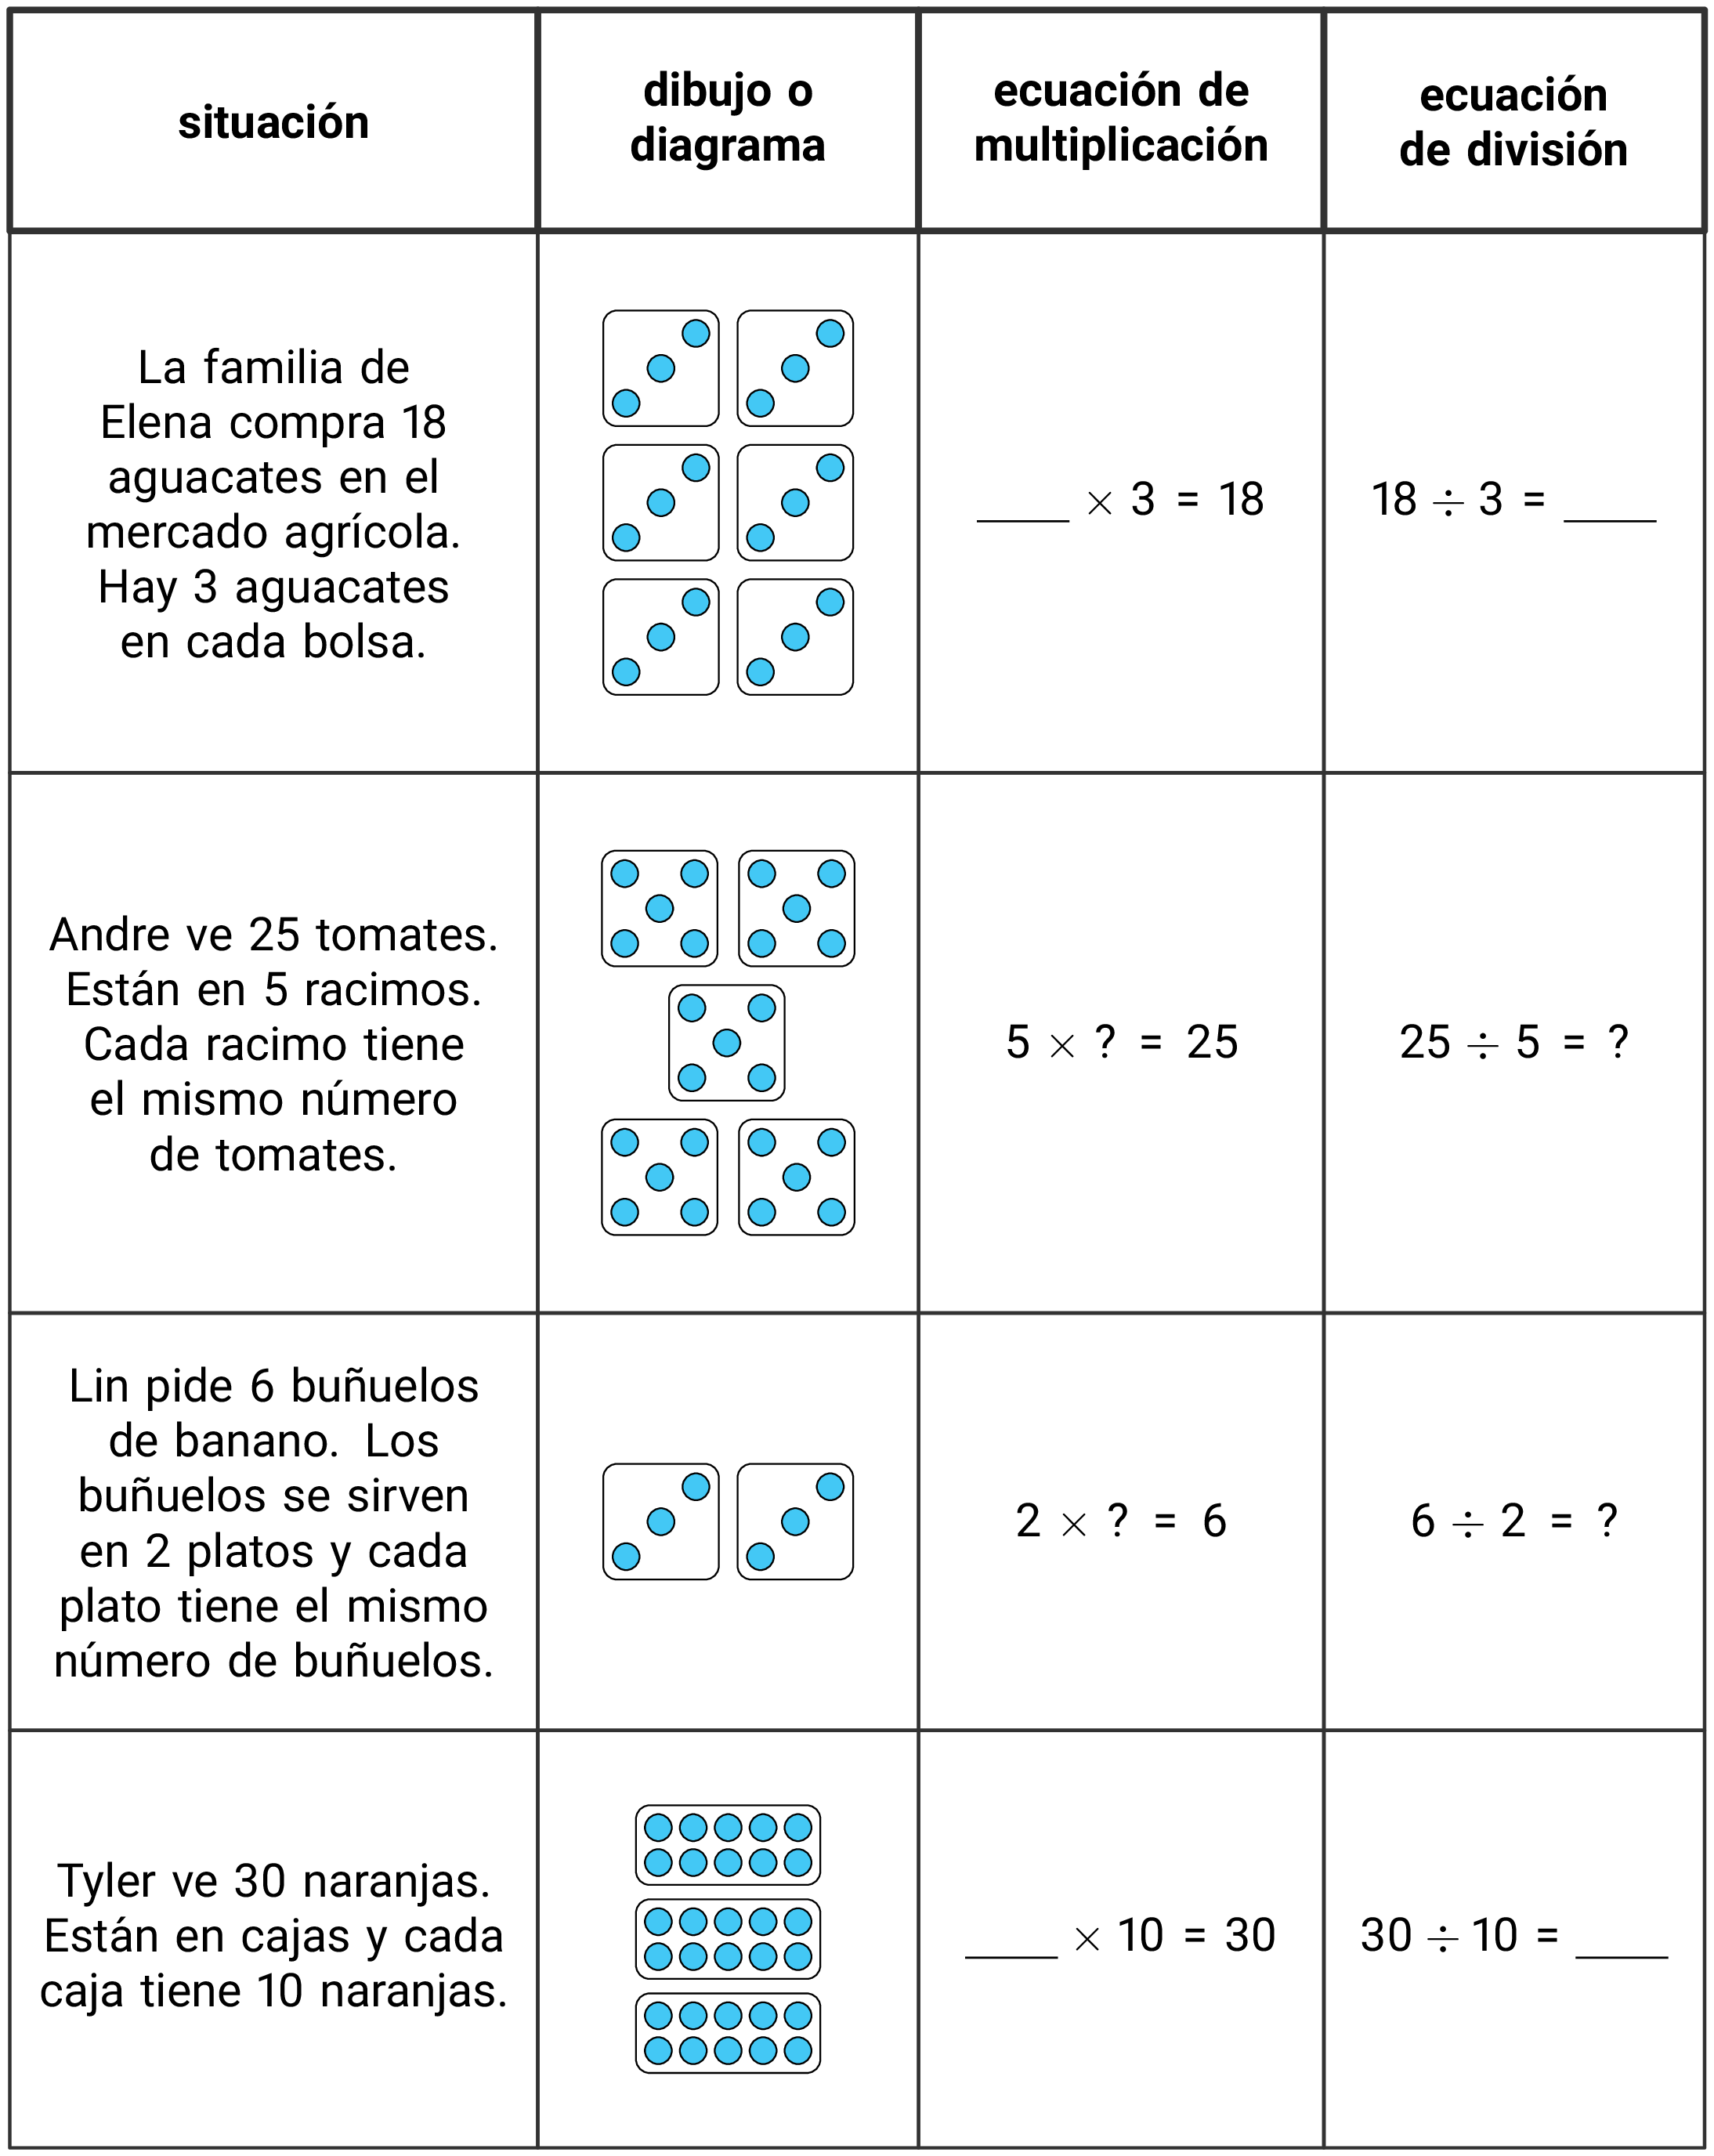 situación
dibujo o
diagrama
ecuación de
multiplicación
ecuación
de división
La familia de
Elena compra 18
aguacates en el
mercado agrícola.
Hay 3 aguacates
en cada bolsa.
____ × 3 = 18
18 ÷ 3 = ____
Andre ve 25 tomates.
Están en 5 racimos.
Cada racimo tiene
el mismo número
de tomates.
5 × ? = 25
25 ÷ 5 = ?
Lin pide 6 buñuelos
de banano. Los
buñuelos se sirven
en 2 platos y cada
plato tiene el mismo
número de buñuelos.
2 × ? = 6
6 ÷ 2 = ?
Tyler ve 30 naranjas.
Están en cajas y cada
caja tiene 10 naranjas.
____ × 10 = 30
30 ÷ 10 = ____